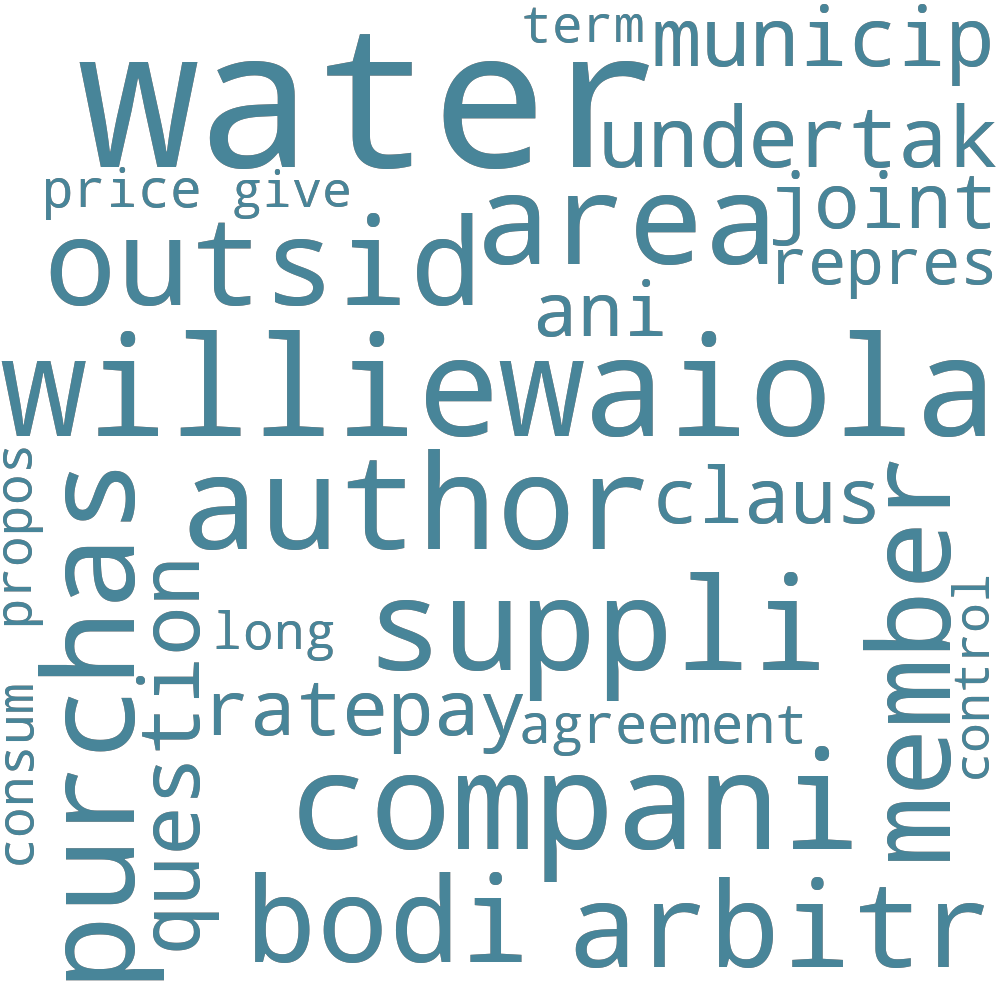 term
municip
water
undertak
price
give
area
joint
outsid
repres
ani
williewaiola
propos
author
claus
purchas
question
member
suppli
long
control
consum
ratepay
agreement
compani
bodi
arbitr